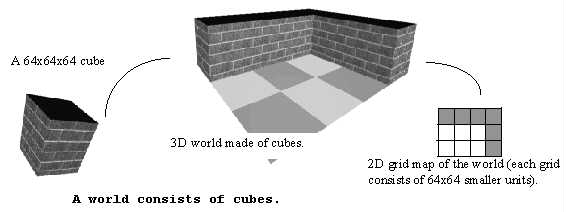 A 64x64x64 cube
3D world made of cubes.
2D grid map of the world (each grid
consists of 64x64 smaller units).
A world consists of cubes.